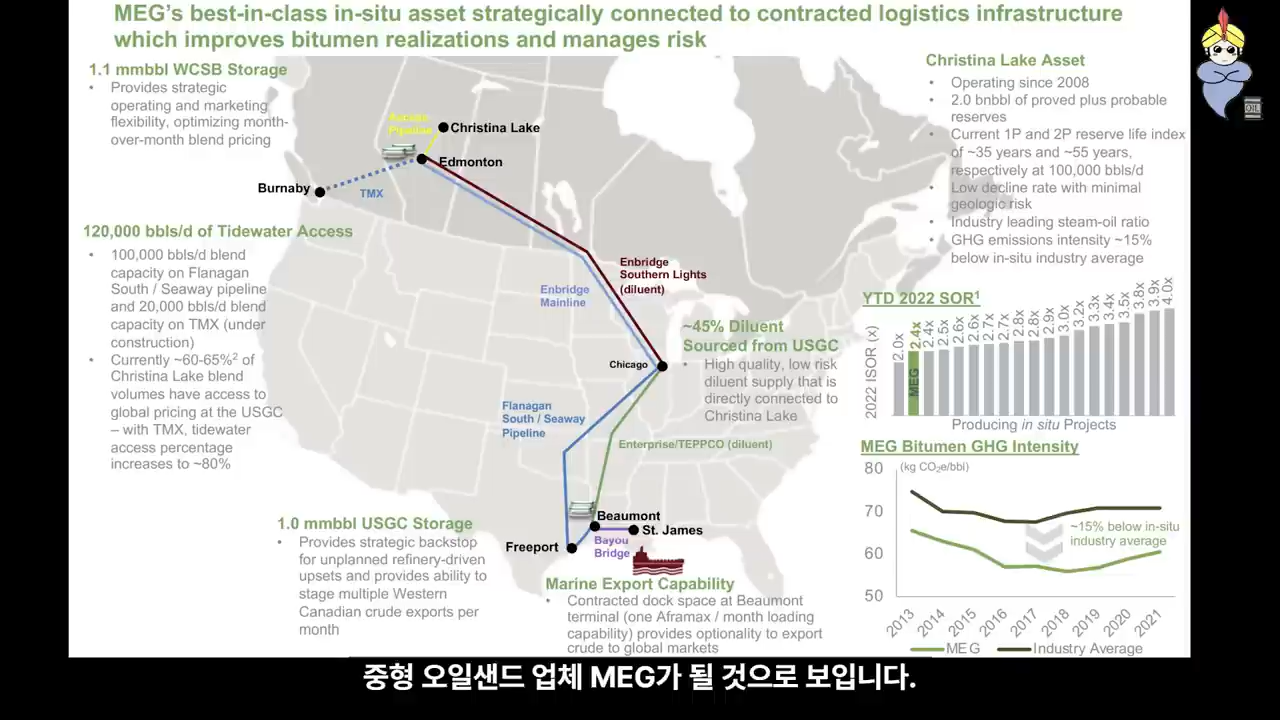 MEG's best-in-class in-situ asset strategically connected to contracted logistics infrastructure
which improves bitumen realizations and manages risk
1.1 mmbbl WCSB Storage
• Provides strategic
operating and marketing
flexibility, optimizing month-
over-month blend pricing
Access
Pipeline
Christina Lake
Edmonton
Burnaby
TMX
120,000 bbls/d of Tidewater Access
• 100,000 bbls/d blend
capacity on Flanagan
South / Seaway pipeline
and 20,000 bbls/d blend
capacity on TMX (under
construction)
• Currently ~60-65%² of
Christina Lake blend
volumes have access to
global pricing at the USGC
– with TMX, tidewater
access percentage
increases to ~80%
Enbridge
Southern Lights
(diluent)
Enbridge
Mainline
~45% Diluent
Sourced from USGC
• High quality, low risk
diluent supply that is
directly connected to
Christina Lake
Chicago
Flanagan
South / Seaway
Pipeline
Enterprise/TEPPCO (diluent)
1.0 mmbbl USGC Storage
• Provides strategic backstop
for unplanned refinery-driven
upsets and provides ability to
stage multiple Western
Canadian crude exports per
month
Beaumont
St. James
Freeport
Bayou
Bridge
Marine Export Capability
• Contracted dock space at Beaumont
terminal (one Aframax / month loading
capability) provides optionality to export
crude to global markets
Christina Lake Asset
• Operating since 2008
• 2.0 bnbbl of proved plus probable
reserves
• Current 1P and 2P reserve life index
of ~35 years and ~55 years,
respectively at 100,000 bbls/d
• Low decline rate with minimal
geologic risk
• Industry leading steam-oil ratio
• GHG emissions intensity ~15%
below in-situ industry average
YTD 2022 SOR¹
2022 ISOR (x)
2.0x 2.4x 2.4x 2.5x 2.6x 2.6x 2.7x 2.7x 2.8x 2.8x 2.9x 3.0x 3.2x 3.3x 3.4x 3.5x 3.8x 3.9x 4.0x
MEG
Producing in situ Projects
MEG Bitumen GHG Intensity
(kg CO₂e/bbl)
80
70
60
50
~15% below in-situ
industry average
2013 2014 2015 2016 2017 2018 2019 2020 2021
MEG Industry Average
OIL
중형 오일샌드 업체 MEG가 될 것으로 보입니다.